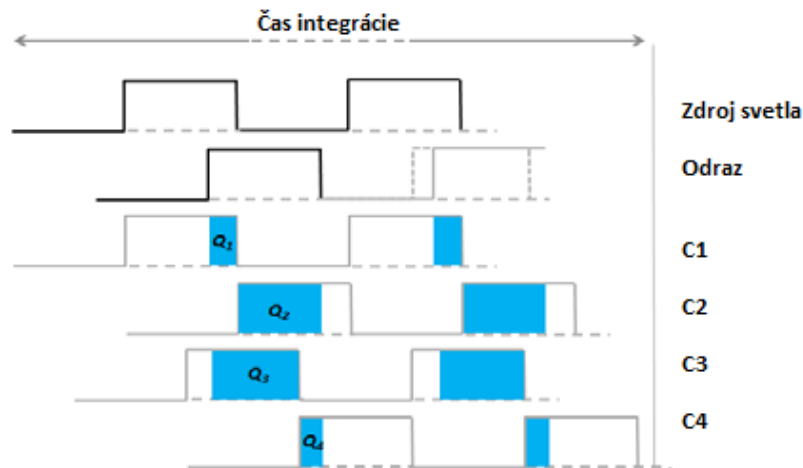 Čas integrácie
Zdroj svetla
Odraz
Q₁
C1
Q₂
C2
Q₃
C3
Q₄
C4